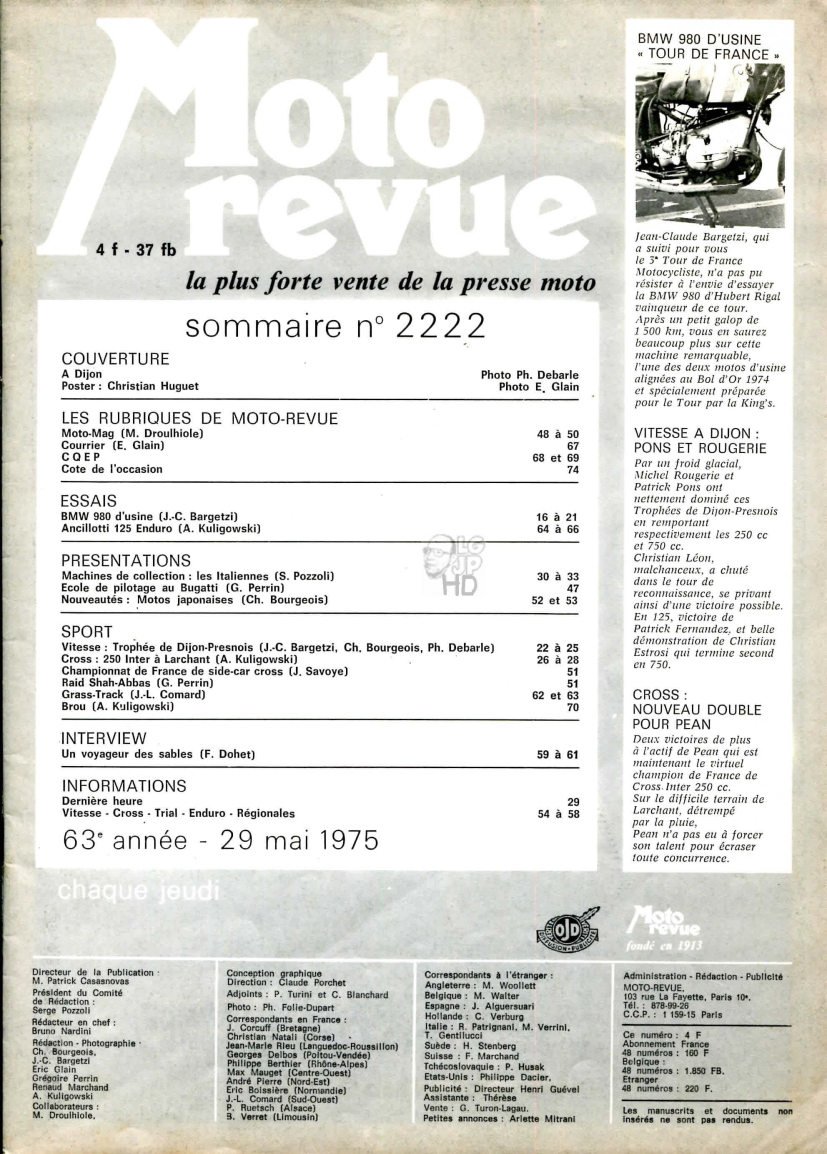 Moto
revue
4 f - 37 fb
la plus forte vente de la presse moto
sommaire n° 2222
COUVERTURE
A Dijon Photo Ph. Debarle
Poster : Christian Huguet Photo E. Glain
LES RUBRIQUES DE MOTO-REVUE
Moto-Mag (M. Droulhiole) 48 à 50
Courrier (E. Glain) 67
C Q E P 68 et 69
Cote de l'occasion 74
ESSAIS
BMW 980 d'usine (J.-C. Bargetzi) 16 à 21
Ancillotti 125 Enduro (A. Kuligowski) 64 à 66
PRESENTATIONS
Machines de collection : les Italiennes (S. Pozzoli) 30 à 33
Ecole de pilotage au Bugatti (G. Perrin) 47
Nouveautés : Motos japonaises (Ch. Bourgeois) 52 et 53
LG
JP
HD
SPORT
Vitesse : Trophée de Dijon-Presnois (J.-C. Bargetzi, Ch. Bourgeois, Ph. Debarle) 22 à 25
Cross : 250 Inter à Larchant (A. Kuligowski) 26 à 28
Championnat de France de side-car cross (J. Savoye) 51
Raid Shah-Abbas (G. Perrin) 51
Grass-Track (J.-L. Comard) 62 et 63
Brou (A. Kuligowski) 70
INTERVIEW
Un voyageur des sables (F. Dohet) 59 à 61
INFORMATIONS
Dernière heure 29
Vitesse - Cross - Trial - Enduro - Régionales 54 à 58
63e année - 29 mai 1975
chaque jeudi
BMW 980 D'USINE
« TOUR DE FRANCE »
Jean-Claude Bargetzi, qui
a suivi pour vous
le 3e Tour de France
Motocycliste, n'a pas pu
résister à l'envie d'essayer
la BMW 980 d'Hubert Rigal
vainqueur de ce tour.
Après un petit galop de
1 500 km, vous en saurez
beaucoup plus sur cette
machine remarquable,
l'une des deux motos d'usine
alignées au Bol d'Or 1974
et spécialement préparée
pour le Tour par la King's.
VITESSE A DIJON :
PONS ET ROUGERIE
Par un froid glacial,
Michel Rougerie et
Patrick Pons ont
nettement dominé ces
Trophées de Dijon-Presnois
en remportant
respectivement les 250 cc
et 750 cc.
Christian Léon,
malchanceux, a chuté
dans le tour de
reconnaissance, se privant
ainsi d'une victoire possible.
En 125, victoire de
Patrick Fernandez, et belle
démonstration de Christian
Estrosi qui termine second
en 750.
CROSS :
NOUVEAU DOUBLE
POUR PEAN
Deux victoires de plus
à l'actif de Pean qui est
maintenant le virtuel
champion de France de
Cross Inter 250 cc.
Sur le difficile terrain de
Larchant, détrempé
par la pluie,
Pean n'a pas eu à forcer
son talent pour écraser
toute concurrence.
OJD
DIFFUSION-PUBLICITE
Moto
revue
fondé en 1913
Directeur de la Publication :
M. Patrick Casasnovas
Président du Comité
de Rédaction :
Serge Pozzoli
Rédacteur en chef :
Bruno Nardini
Rédaction - Photographie :
Ch. Bourgeois,
J.-C. Bargetzi
Eric Glain
Grégoire Perrin
Renaud Marchand
A. Kuligowski
Collaborateurs :
M. Droulhiole,
Conception graphique
Direction : Claude Porchet
Adjoints : P. Turini et C. Blanchard
Photo : Ph. Folie-Dupart
Correspondants en France :
J. Corcuff (Bretagne)
Christian Natali (Corse)
Jean-Marie Rieu (Languedoc-Roussillon)
Georges Delbos (Poitou-Vendée)
Philippe Berthier (Rhône-Alpes)
Max Mauget (Centre-Ouest)
André Pierre (Nord-Est)
Eric Boissière (Normandie)
J.-L. Comard (Sud-Ouest)
P. Ruetsch (Alsace)
B. Verret (Limousin)
Correspondants à l'étranger :
Angleterre : M. Woollett
Belgique : M. Walter
Espagne : J. Alguersuari
Hollande : C. Verburg
Italie : R. Patrignani, M. Verrini,
T. Gentilucci
Suède : H. Stenberg
Suisse : F. Marchand
Tchécoslovaquie : P. Husak
Etats-Unis : Philippe Dacier,
Publicité : Directeur Henri Guével
Assistante : Thérèse
Vente : G. Turon-Lagau.
Petites annonces : Arlette Mitrani
Administration - Rédaction - Publicité
MOTO-REVUE,
103 rue La Fayette, Paris 10e.
Tél. : 878-99-26
C.C.P. : 1 159-15 Paris
Ce numéro : 4 F
Abonnement France
48 numéros : 160 F
Belgique :
48 numéros : 1.850 FB.
Etranger
48 numéros : 220 F.
Les manuscrits et documents non
insérés ne sont pas rendus.